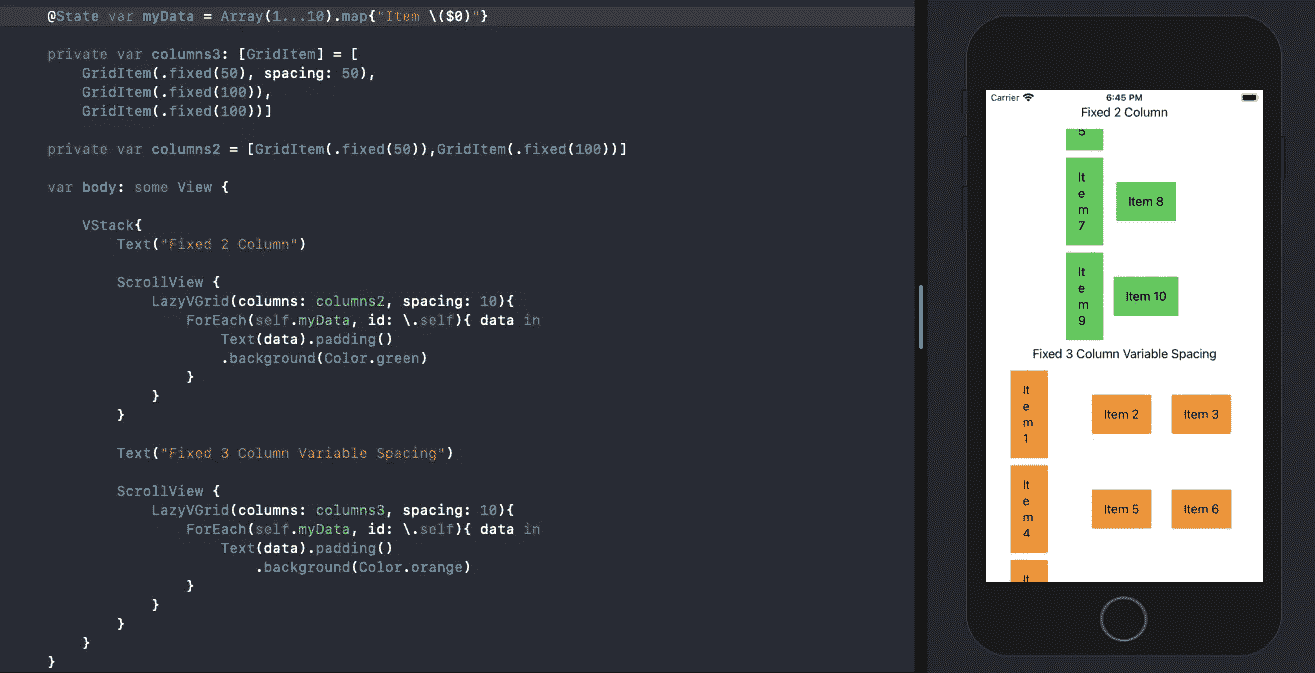 @State var myData = Array(1...10).map{"Item \($0)"}
private var columns3: [GridItem] = [
GridItem(.fixed(50), spacing: 50),
GridItem(.fixed(100)),
GridItem(.fixed(100))]
private var columns2 = [GridItem(.fixed(50)),GridItem(.fixed(100))]
var body: some View {
VStack{
Text("Fixed 2 Column")
ScrollView {
LazyVGrid(columns: columns2, spacing: 10){
ForEach(self.myData, id: \.self){ data in
Text(data).padding()
.background(Color.green)
}
}
}
Text("Fixed 3 Column Variable Spacing")
ScrollView {
LazyVGrid(columns: columns3, spacing: 10){
ForEach(self.myData, id: \.self){ data in
Text(data).padding()
.background(Color.orange)
}
}
}
}
}
Carrier 6:45 PM
Fixed 2 Column
5
It
e
m
7
Item 8
It
e
m
9
Item 10
Fixed 3 Column Variable Spacing
It
e
m
1
Item 2
Item 3
It
e
m
4
Item 5
Item 6
It